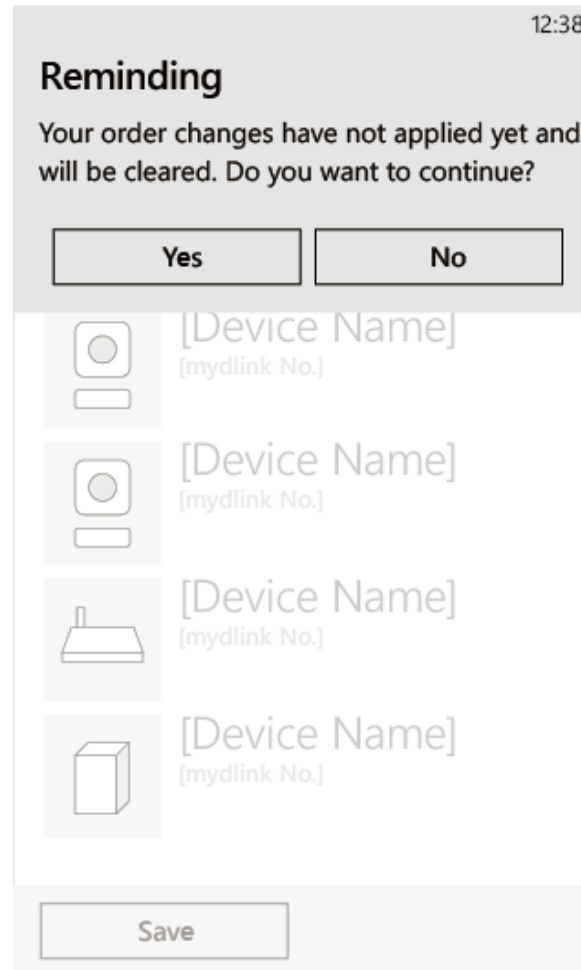 12:38
Reminding
Your order changes have not applied yet and
will be cleared. Do you want to continue?
Yes
No
[Device Name]
[mydlink No.]
[Device Name]
[mydlink No.]
[Device Name]
[mydlink No.]
[Device Name]
[mydlink No.]
Save